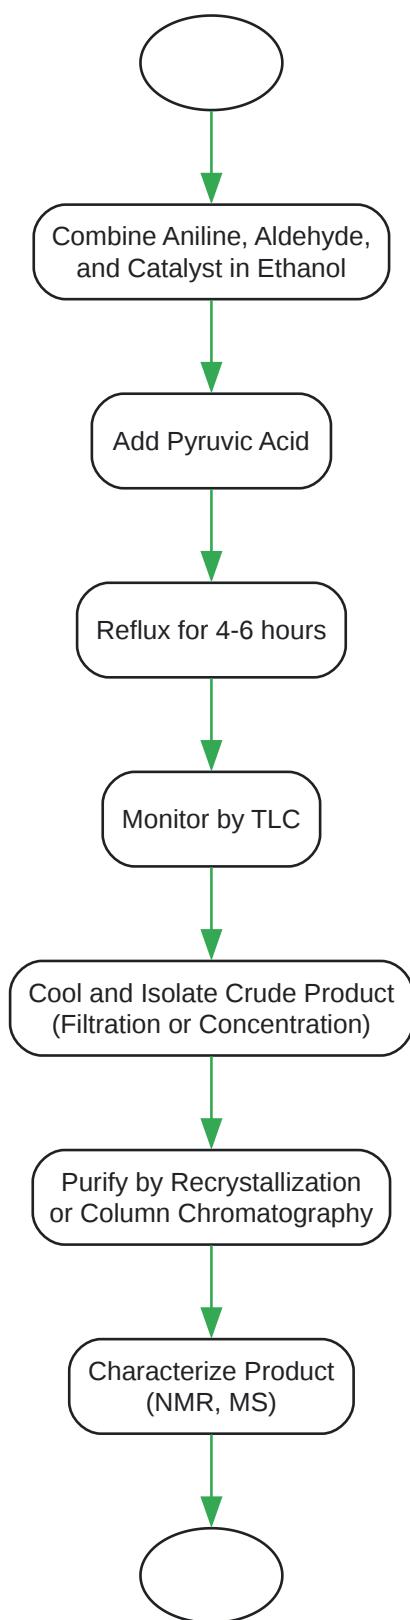 Combine Aniline, Aldehyde,
and Catalyst in Ethanol
Add Pyruvic Acid
Reflux for 4-6 hours
Monitor by TLC
Cool and Isolate Crude Product
(Filtration or Concentration)
Purify by Recrystallization
or Column Chromatography
Characterize Product
(NMR, MS)